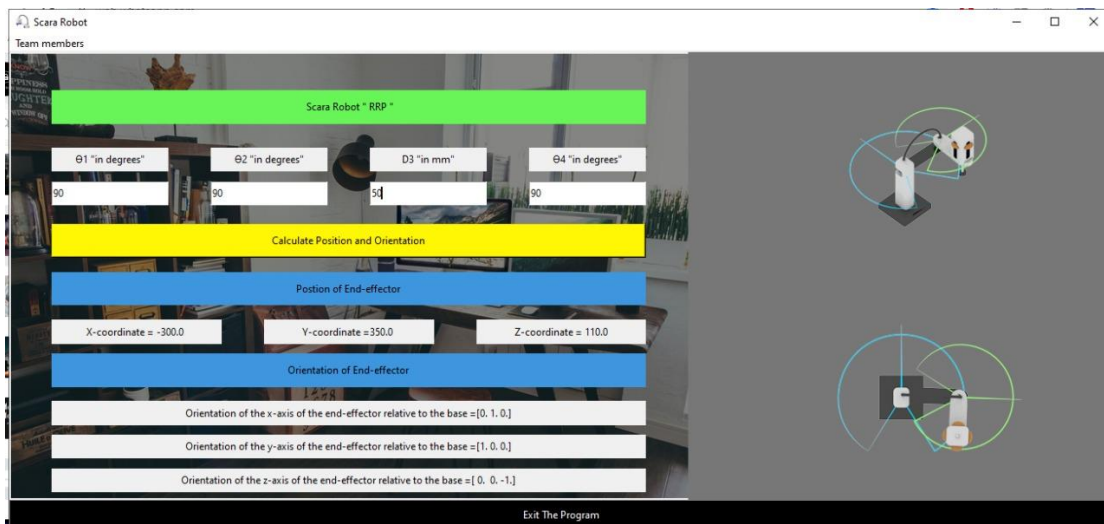 Scara Robot
Team members
Scara Robot " RRP "
Θ1 "in degrees" Θ2 "in degrees" D3 "in mm" Θ4 "in degrees"
90 90 50 90
Calculate Position and Orientation
Postion of End-effector
X-coordinate = -300.0 Y-coordinate =350.0 Z-coordinate = 110.0
Orientation of End-effector
Orientation of the x-axis of the end-effector relative to the base =[0. 1. 0.]
Orientation of the y-axis of the end-effector relative to the base =[1. 0. 0.]
Orientation of the z-axis of the end-effector relative to the base =[ 0. 0. -1.]
Exit The Program